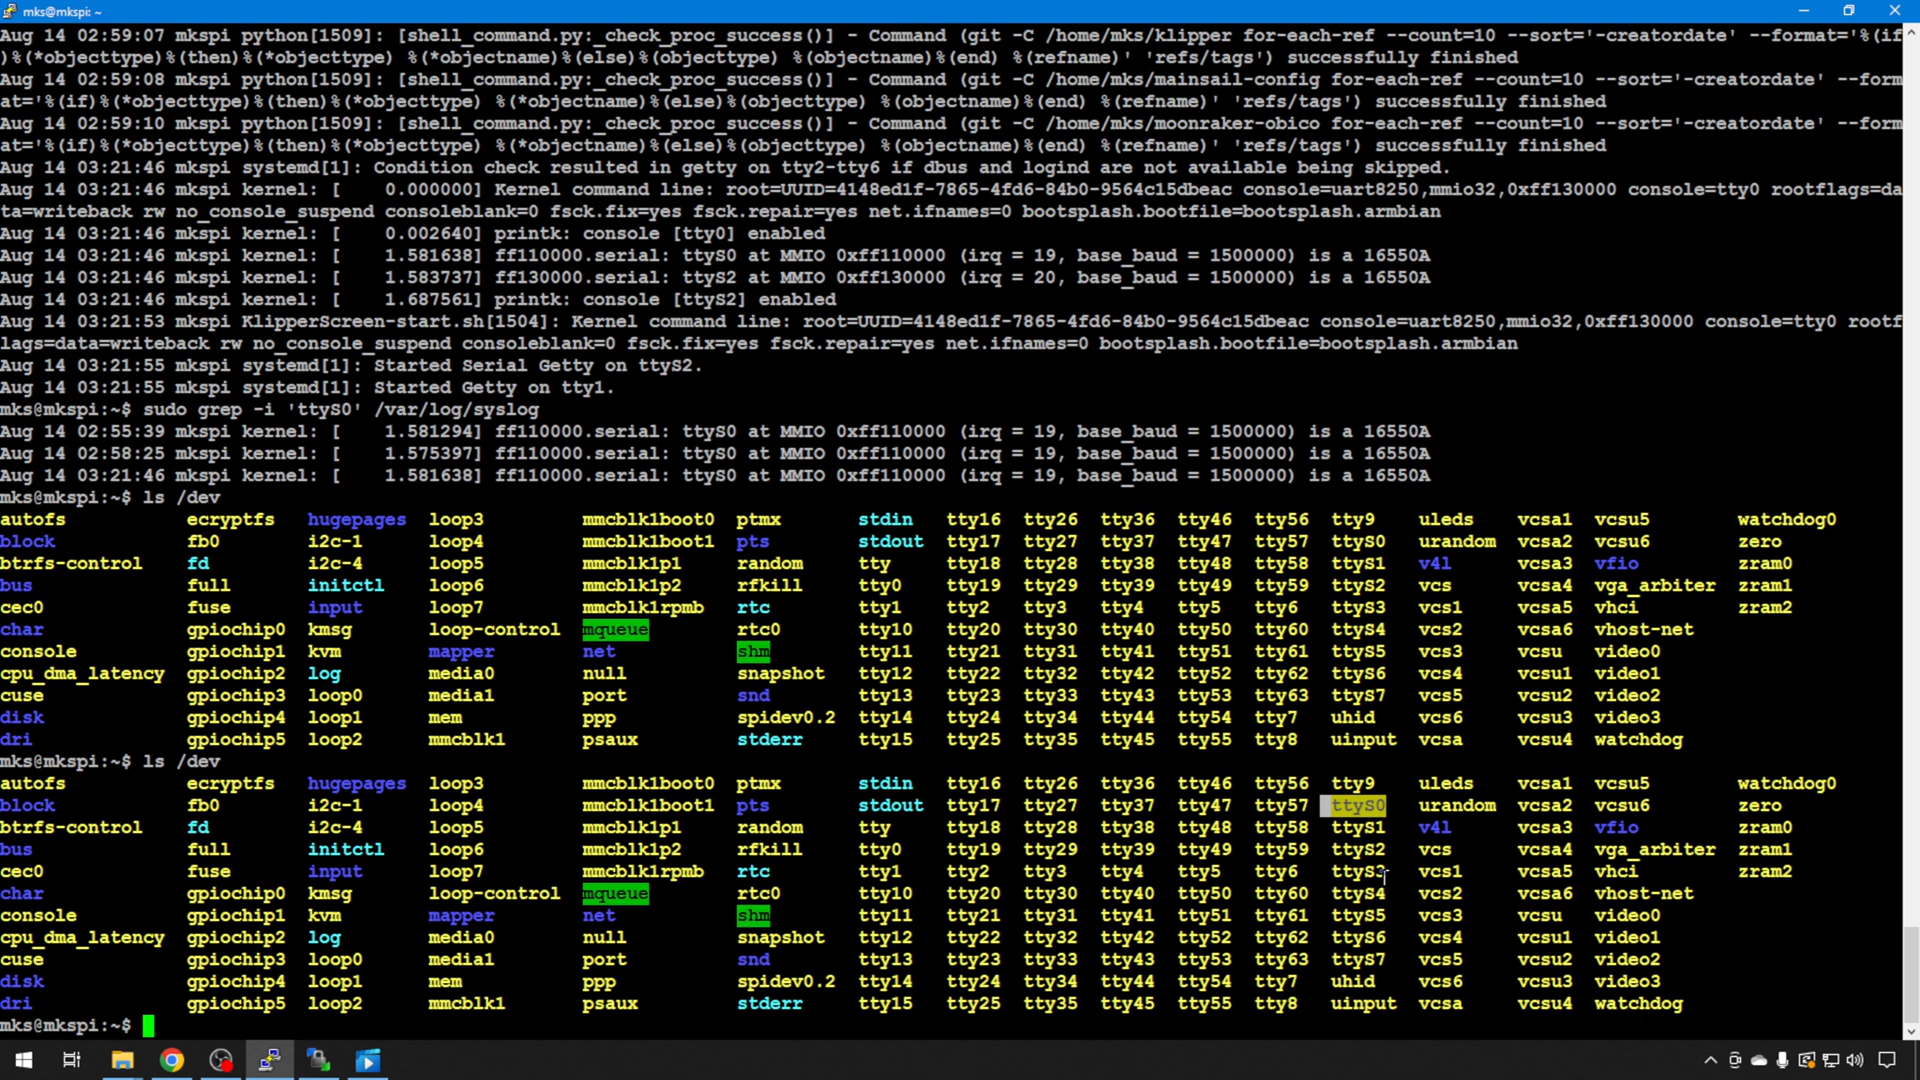 mks@mkspi: ~
Aug 14 02:59:07 mkspi python[1509]: [shell_command.py:_check_proc_success()] - Command (git -C /home/mks/klipper for-each-ref --count=10 --sort='-creatordate' --format='%(if
)%(*objecttype)%(then)%(*objecttype) %(*objectname)%(else)%(objecttype) %(objectname)%(end) %(refname)' 'refs/tags') successfully finished
Aug 14 02:59:08 mkspi python[1509]: [shell_command.py:_check_proc_success()] - Command (git -C /home/mks/mainsail-config for-each-ref --count=10 --sort='-creatordate' --form
at='%(if)%(*objecttype)%(then)%(*objecttype) %(*objectname)%(else)%(objecttype) %(objectname)%(end) %(refname)' 'refs/tags') successfully finished
Aug 14 02:59:10 mkspi python[1509]: [shell_command.py:_check_proc_success()] - Command (git -C /home/mks/moonraker-obico for-each-ref --count=10 --sort='-creatordate' --form
at='%(if)%(*objecttype)%(then)%(*objecttype) %(*objectname)%(else)%(objecttype) %(objectname)%(end) %(refname)' 'refs/tags') successfully finished
Aug 14 03:21:46 mkspi systemd[1]: Condition check resulted in getty on tty2-tty6 if dbus and logind are not available being skipped.
Aug 14 03:21:46 mkspi kernel: [    0.000000] Kernel command line: root=UUID=4148ed1f-7865-4fd6-84b0-9564c15dbeac console=uart8250,mmio32,0xff130000 console=tty0 rootflags=da
ta=writeback rw no_console_suspend consoleblank=0 fsck.fix=yes fsck.repair=yes net.ifnames=0 bootsplash.bootfile=bootsplash.armbian
Aug 14 03:21:46 mkspi kernel: [    0.002640] printk: console [tty0] enabled
Aug 14 03:21:46 mkspi kernel: [    1.581638] ff110000.serial: ttyS0 at MMIO 0xff110000 (irq = 19, base_baud = 1500000) is a 16550A
Aug 14 03:21:46 mkspi kernel: [    1.583737] ff130000.serial: ttyS2 at MMIO 0xff130000 (irq = 20, base_baud = 1500000) is a 16550A
Aug 14 03:21:46 mkspi kernel: [    1.687561] printk: console [ttyS2] enabled
Aug 14 03:21:53 mkspi KlipperScreen-start.sh[1504]: Kernel command line: root=UUID=4148ed1f-7865-4fd6-84b0-9564c15dbeac console=uart8250,mmio32,0xff130000 console=tty0 rootf
lags=data=writeback rw no_console_suspend consoleblank=0 fsck.fix=yes fsck.repair=yes net.ifnames=0 bootsplash.bootfile=bootsplash.armbian
Aug 14 03:21:55 mkspi systemd[1]: Started Serial Getty on ttyS2.
Aug 14 03:21:55 mkspi systemd[1]: Started Getty on tty1.
mks@mkspi:~$ sudo grep -i 'ttyS0' /var/log/syslog
Aug 14 02:55:39 mkspi kernel: [    1.581294] ff110000.serial: ttyS0 at MMIO 0xff110000 (irq = 19, base_baud = 1500000) is a 16550A
Aug 14 02:58:25 mkspi kernel: [    1.575397] ff110000.serial: ttyS0 at MMIO 0xff110000 (irq = 19, base_baud = 1500000) is a 16550A
Aug 14 03:21:46 mkspi kernel: [    1.581638] ff110000.serial: ttyS0 at MMIO 0xff110000 (irq = 19, base_baud = 1500000) is a 16550A
mks@mkspi:~$ ls /dev
autofs ecryptfs hugepages loop3 mmcblk1boot0 ptmx stdin tty16 tty26 tty36 tty46 tty56 tty9 uleds vcsa1 vcsu5 watchdog0
block fb0 i2c-1 loop4 mmcblk1boot1 pts stdout tty17 tty27 tty37 tty47 tty57 ttyS0 urandom vcsa2 vcsu6 zero
btrfs-control fd i2c-4 loop5 mmcblk1p1 random tty tty18 tty28 tty38 tty48 tty58 ttyS1 v4l vcsa3 vfio zram0
bus full initctl loop6 mmcblk1p2 rfkill tty0 tty19 tty29 tty39 tty49 tty59 ttyS2 vcs vcsa4 vga_arbiter zram1
cec0 fuse input loop7 mmcblk1rpmb rtc tty1 tty2 tty3 tty4 tty5 tty6 ttyS3 vcs1 vcsa5 vhci zram2
char gpiochip0 kmsg loop-control mqueue rtc0 tty10 tty20 tty30 tty40 tty50 tty60 ttyS4 vcs2 vcsa6 vhost-net
console gpiochip1 kvm mapper net shm tty11 tty21 tty31 tty41 tty51 tty61 ttyS5 vcs3 vcsu video0
cpu_dma_latency gpiochip2 log media0 null snapshot tty12 tty22 tty32 tty42 tty52 tty62 ttyS6 vcs4 vcsu1 video1
cuse gpiochip3 loop0 media1 port snd tty13 tty23 tty33 tty43 tty53 tty63 ttyS7 vcs5 vcsu2 video2
disk gpiochip4 loop1 mem ppp spidev0.2 tty14 tty24 tty34 tty44 tty54 tty7 uhid vcs6 vcsu3 video3
dri gpiochip5 loop2 mmcblk1 psaux stderr tty15 tty25 tty35 tty45 tty55 tty8 uinput vcsa vcsu4 watchdog
mks@mkspi:~$ ls /dev
autofs ecryptfs hugepages loop3 mmcblk1boot0 ptmx stdin tty16 tty26 tty36 tty46 tty56 tty9 uleds vcsa1 vcsu5 watchdog0
block fb0 i2c-1 loop4 mmcblk1boot1 pts stdout tty17 tty27 tty37 tty47 tty57 ttyS0 urandom vcsa2 vcsu6 zero
btrfs-control fd i2c-4 loop5 mmcblk1p1 random tty tty18 tty28 tty38 tty48 tty58 ttyS1 v4l vcsa3 vfio zram0
bus full initctl loop6 mmcblk1p2 rfkill tty0 tty19 tty29 tty39 tty49 tty59 ttyS2 vcs vcsa4 vga_arbiter zram1
cec0 fuse input loop7 mmcblk1rpmb rtc tty1 tty2 tty3 tty4 tty5 tty6 ttyS3 vcs1 vcsa5 vhci zram2
char gpiochip0 kmsg loop-control mqueue rtc0 tty10 tty20 tty30 tty40 tty50 tty60 ttyS4 vcs2 vcsa6 vhost-net
console gpiochip1 kvm mapper net shm tty11 tty21 tty31 tty41 tty51 tty61 ttyS5 vcs3 vcsu video0
cpu_dma_latency gpiochip2 log media0 null snapshot tty12 tty22 tty32 tty42 tty52 tty62 ttyS6 vcs4 vcsu1 video1
cuse gpiochip3 loop0 media1 port snd tty13 tty23 tty33 tty43 tty53 tty63 ttyS7 vcs5 vcsu2 video2
disk gpiochip4 loop1 mem ppp spidev0.2 tty14 tty24 tty34 tty44 tty54 tty7 uhid vcs6 vcsu3 video3
dri gpiochip5 loop2 mmcblk1 psaux stderr tty15 tty25 tty35 tty45 tty55 tty8 uinput vcsa vcsu4 watchdog
mks@mkspi:~$